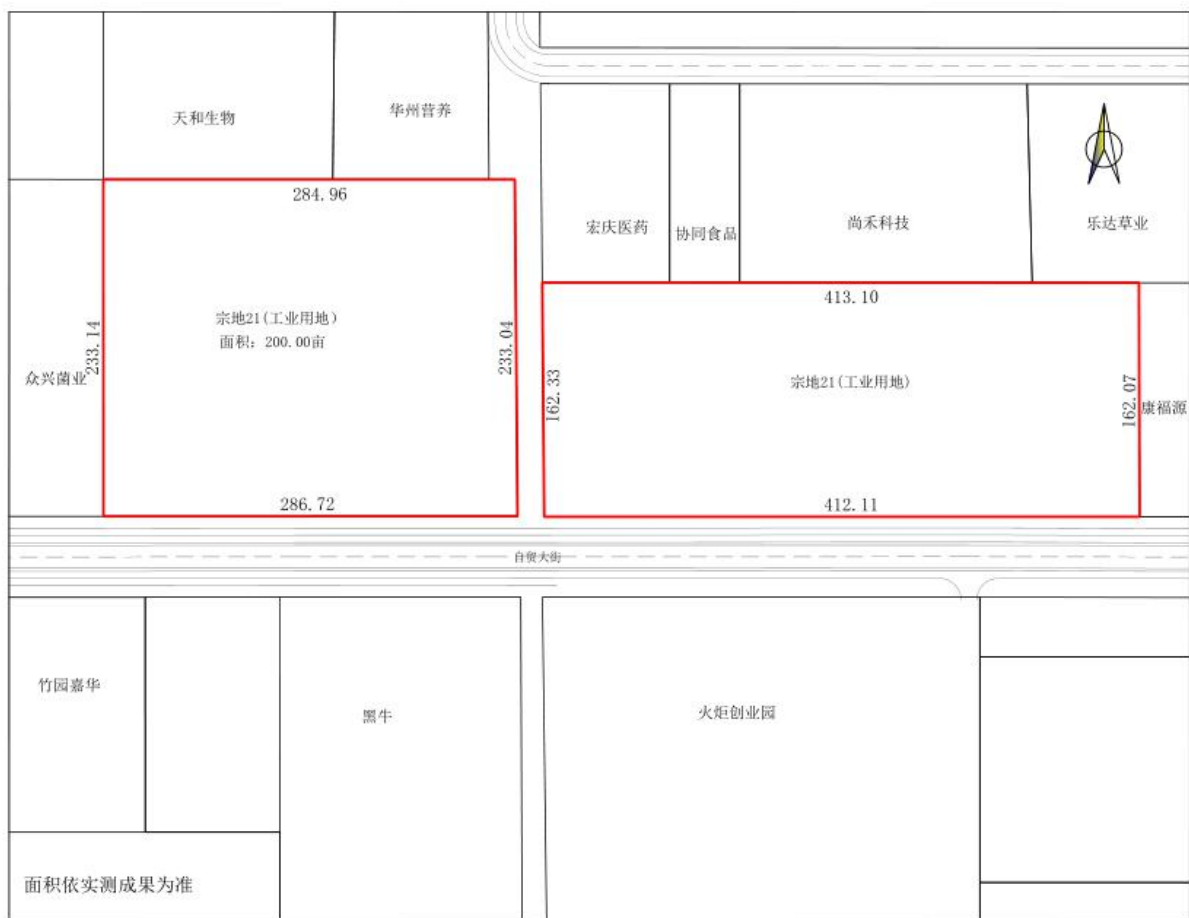 天和生物
华州营养
284.96
宏庆医药
协同食品
尚禾科技
乐达草业
413.10
宗地21(工业用地)
面积：200.00亩
233.14
233.04
众兴菌业
162.33
宗地21(工业用地)
162.07
康福源
286.72
412.11
自贸大街
竹园嘉华
黑牛
火炬创业园
面积依实测成果为准